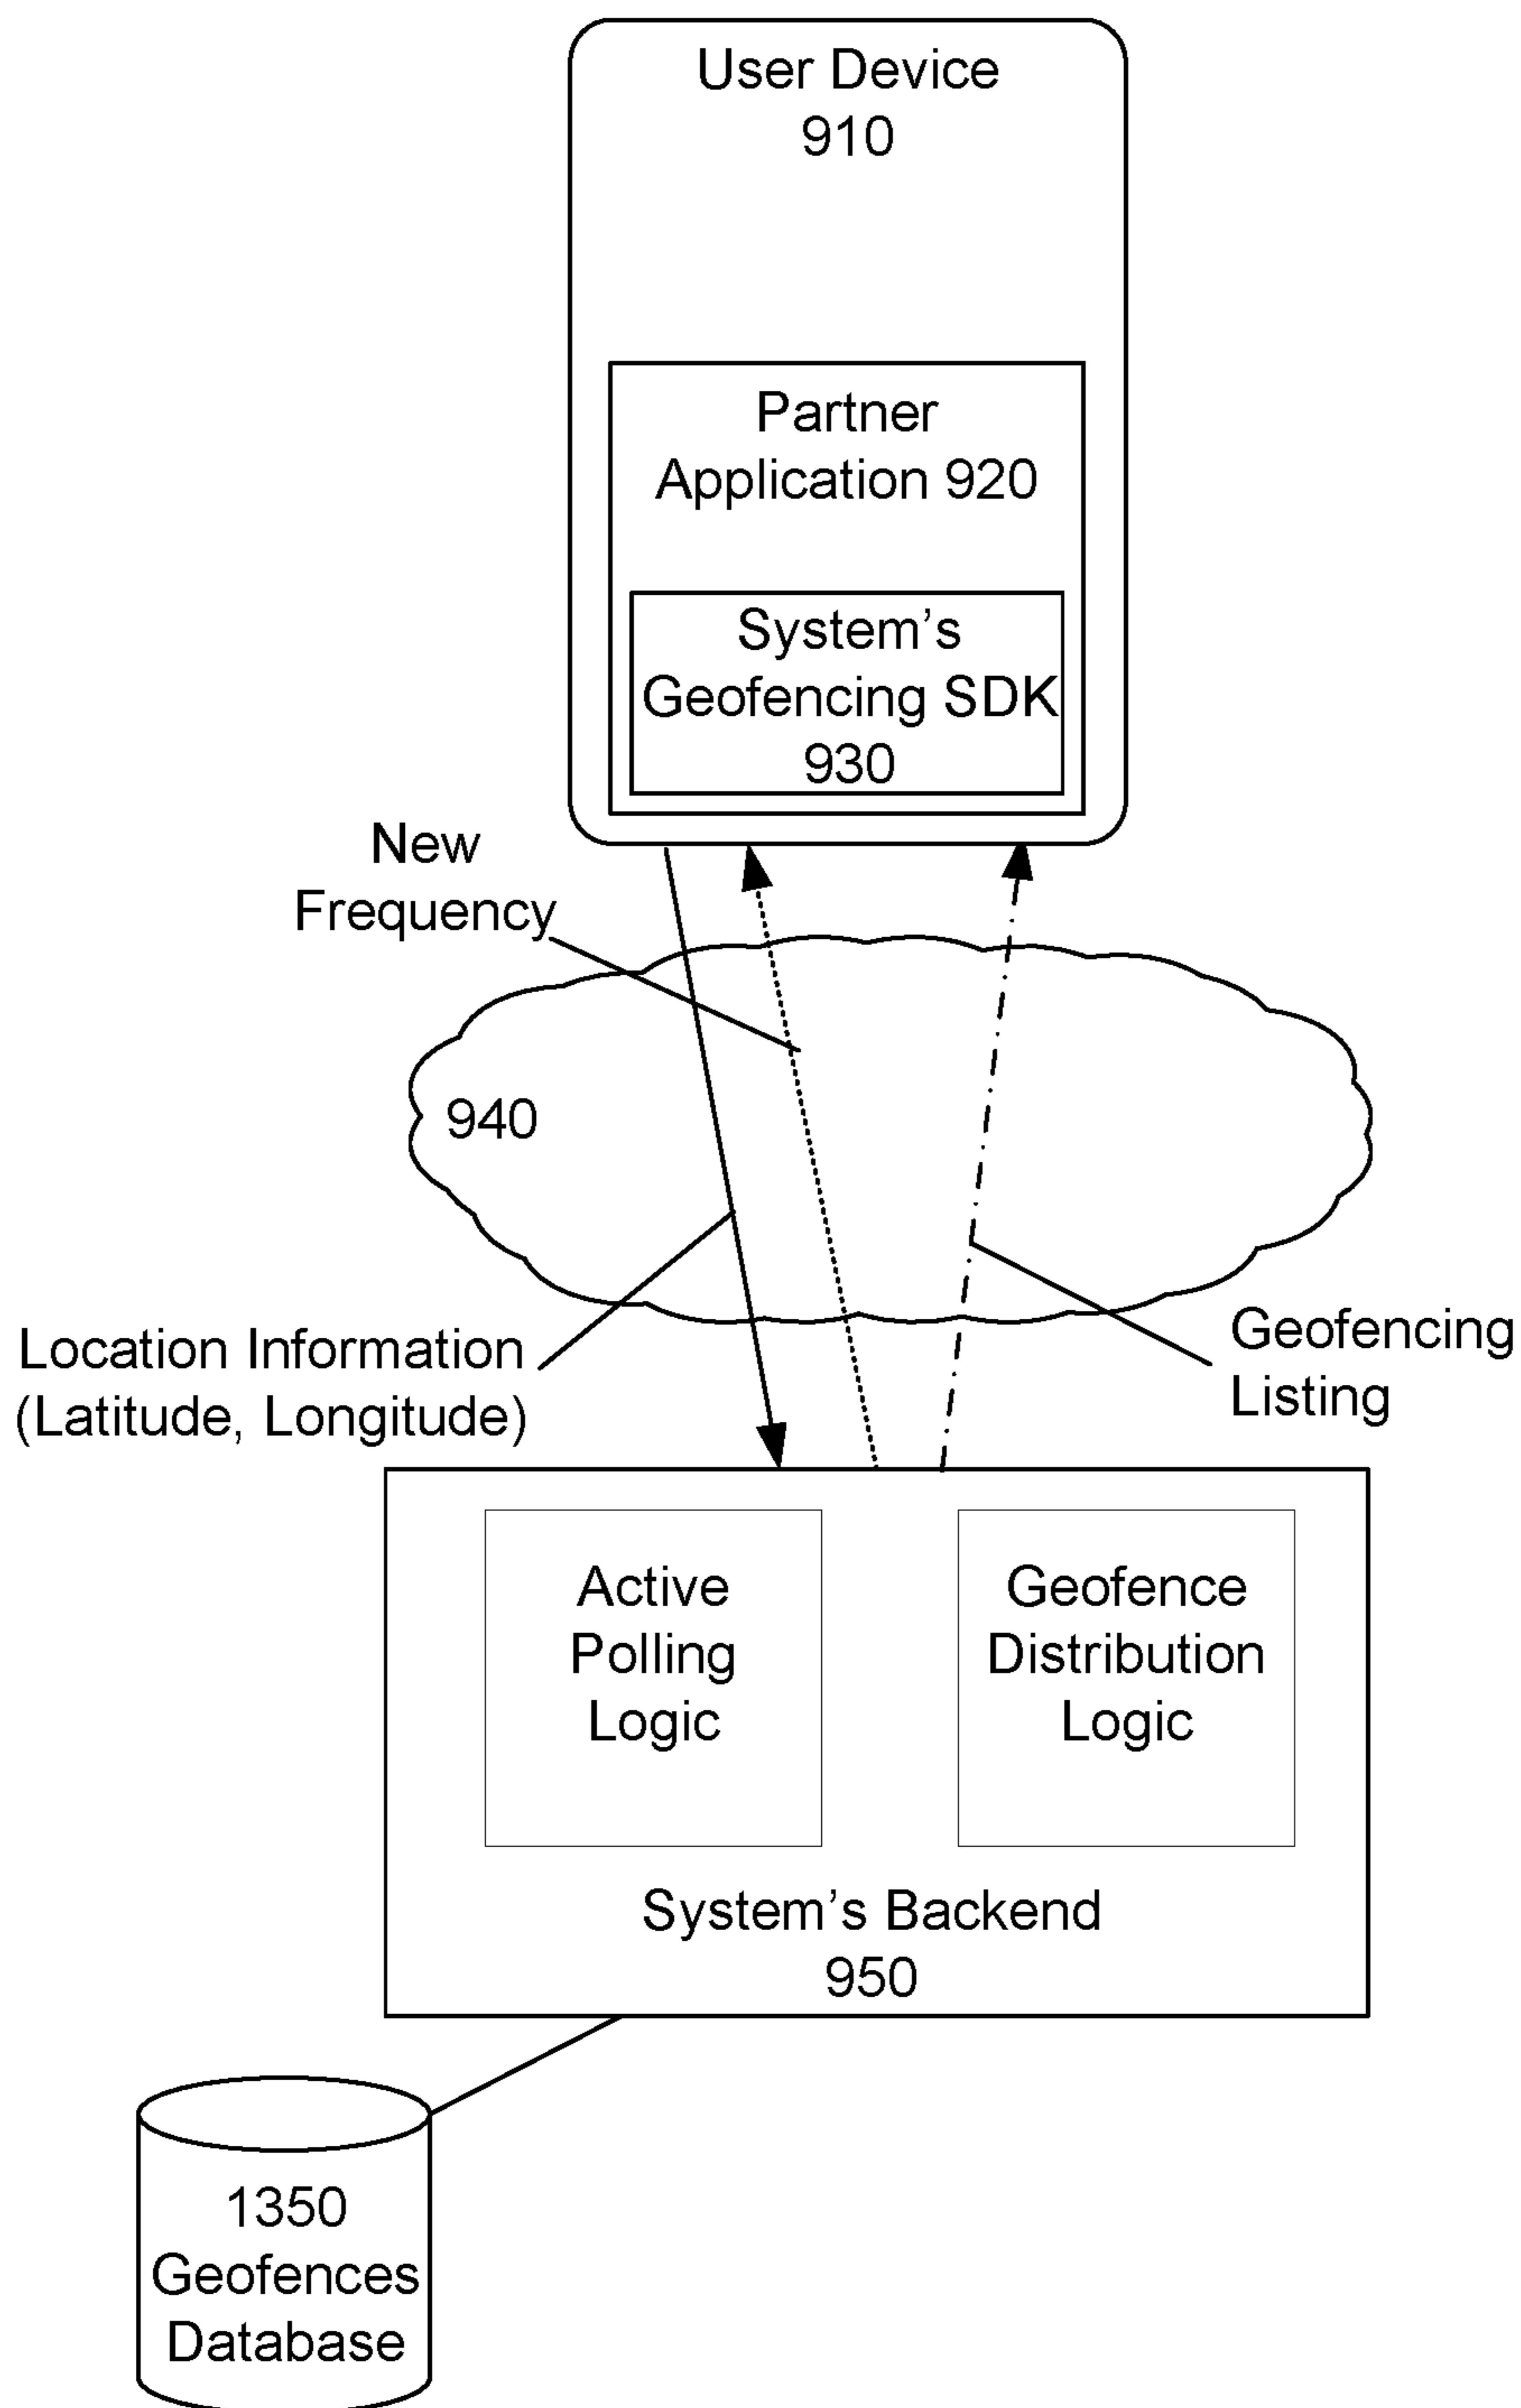 User Device
910
Partner
Application 920
System’s
Geofencing SDK
930
New
Frequency
940
Location Information
(Latitude, Longitude)
Geofencing
Listing
Active
Polling
Logic
Geofence
Distribution
Logic
System’s Backend
950
1350
Geofences
Database